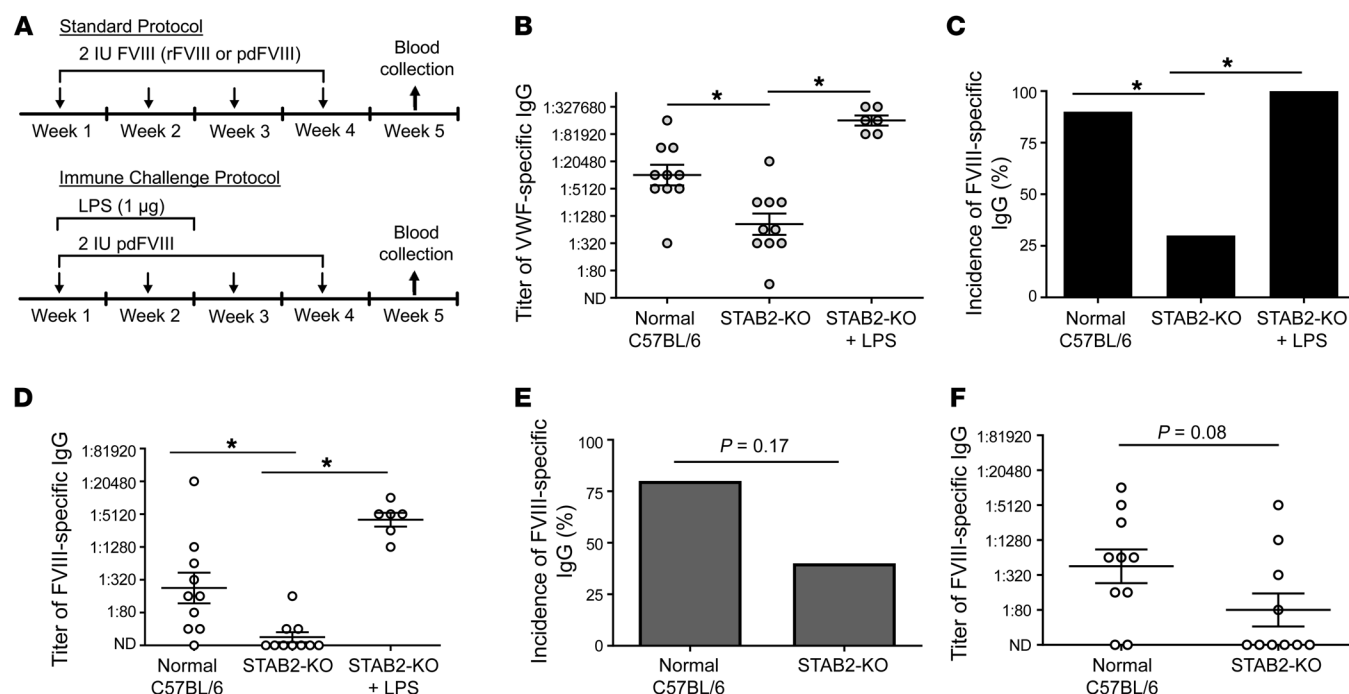 A
Standard Protocol
2 IU FVIII (rFVIII or pdFVIII)
Blood
collection
Week 1
Week 2
Week 3
Week 4
Week 5
Immune Challenge Protocol
LPS (1 µg)
2 IU pdFVIII
Blood
collection
Week 1
Week 2
Week 3
Week 4
Week 5
B
Titer of VWF-specific IgG
1:327680
1:81920
1:20480
1:5120
1:1280
1:320
1:80
ND
*
*
Normal
C57BL/6
STAB2-KO
STAB2-KO
+ LPS
C
Incidence of FVIII-specific
IgG (%)
100
75
50
25
0
*
*
Normal
C57BL/6
STAB2-KO
STAB2-KO
+ LPS
D
Titer of FVIII-specific IgG
1:81920
1:20480
1:5120
1:1280
1:320
1:80
ND
*
*
Normal
C57BL/6
STAB2-KO
STAB2-KO
+ LPS
E
Incidence of FVIII-specific
IgG (%)
100
75
50
25
0
P = 0.17
Normal
C57BL/6
STAB2-KO
F
Titer of FVIII-specific IgG
1:81920
1:20480
1:5120
1:1280
1:320
1:80
ND
P = 0.08
Normal
C57BL/6
STAB2-KO